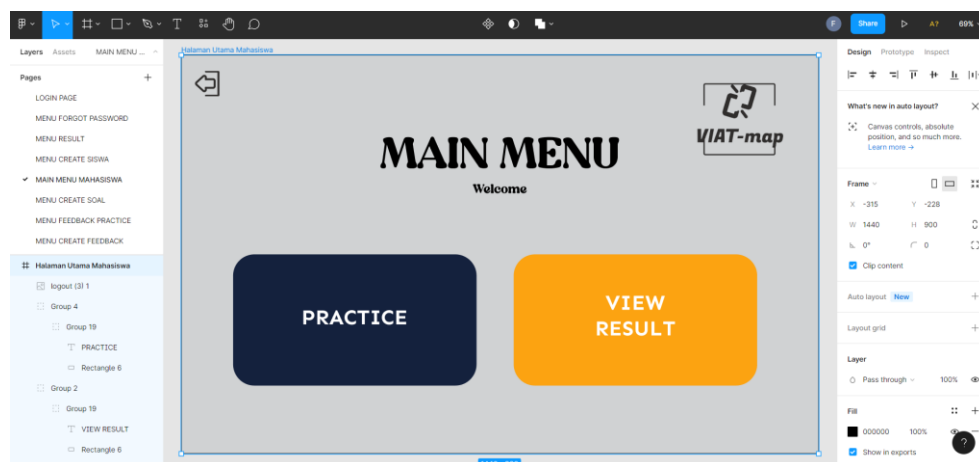 F
Share
A?
69%
Layers Assets MAIN MENU ...
Pages
LOGIN PAGE
MENU FORGOT PASSWORD
MENU RESULT
MENU CREATE SISWA
MAIN MENU MAHASISWA
MENU CREATE SOAL
MENU FEEDBACK PRACTICE
MENU CREATE FEEDBACK
Halaman Utama Mahasiswa
logout (3) 1
Group 4
Group 19
PRACTICE
Rectangle 6
Group 2
Group 19
VIEW RESULT
Rectangle 6
Halaman Utama Mahasiswa
VIAT-map
MAIN MENU
Welcome
PRACTICE
VIEW
RESULT
Design Prototype Inspect
What's new in auto layout?
Canvas controls, absolute
position, and so much more.
Learn more →
Frame
X -315 Y -228
W 1440 H 900
0° 0
Clip content
Auto layout New
Layout grid
Layer
Pass through 100%
Fill
000000 100%
Show in exports
?